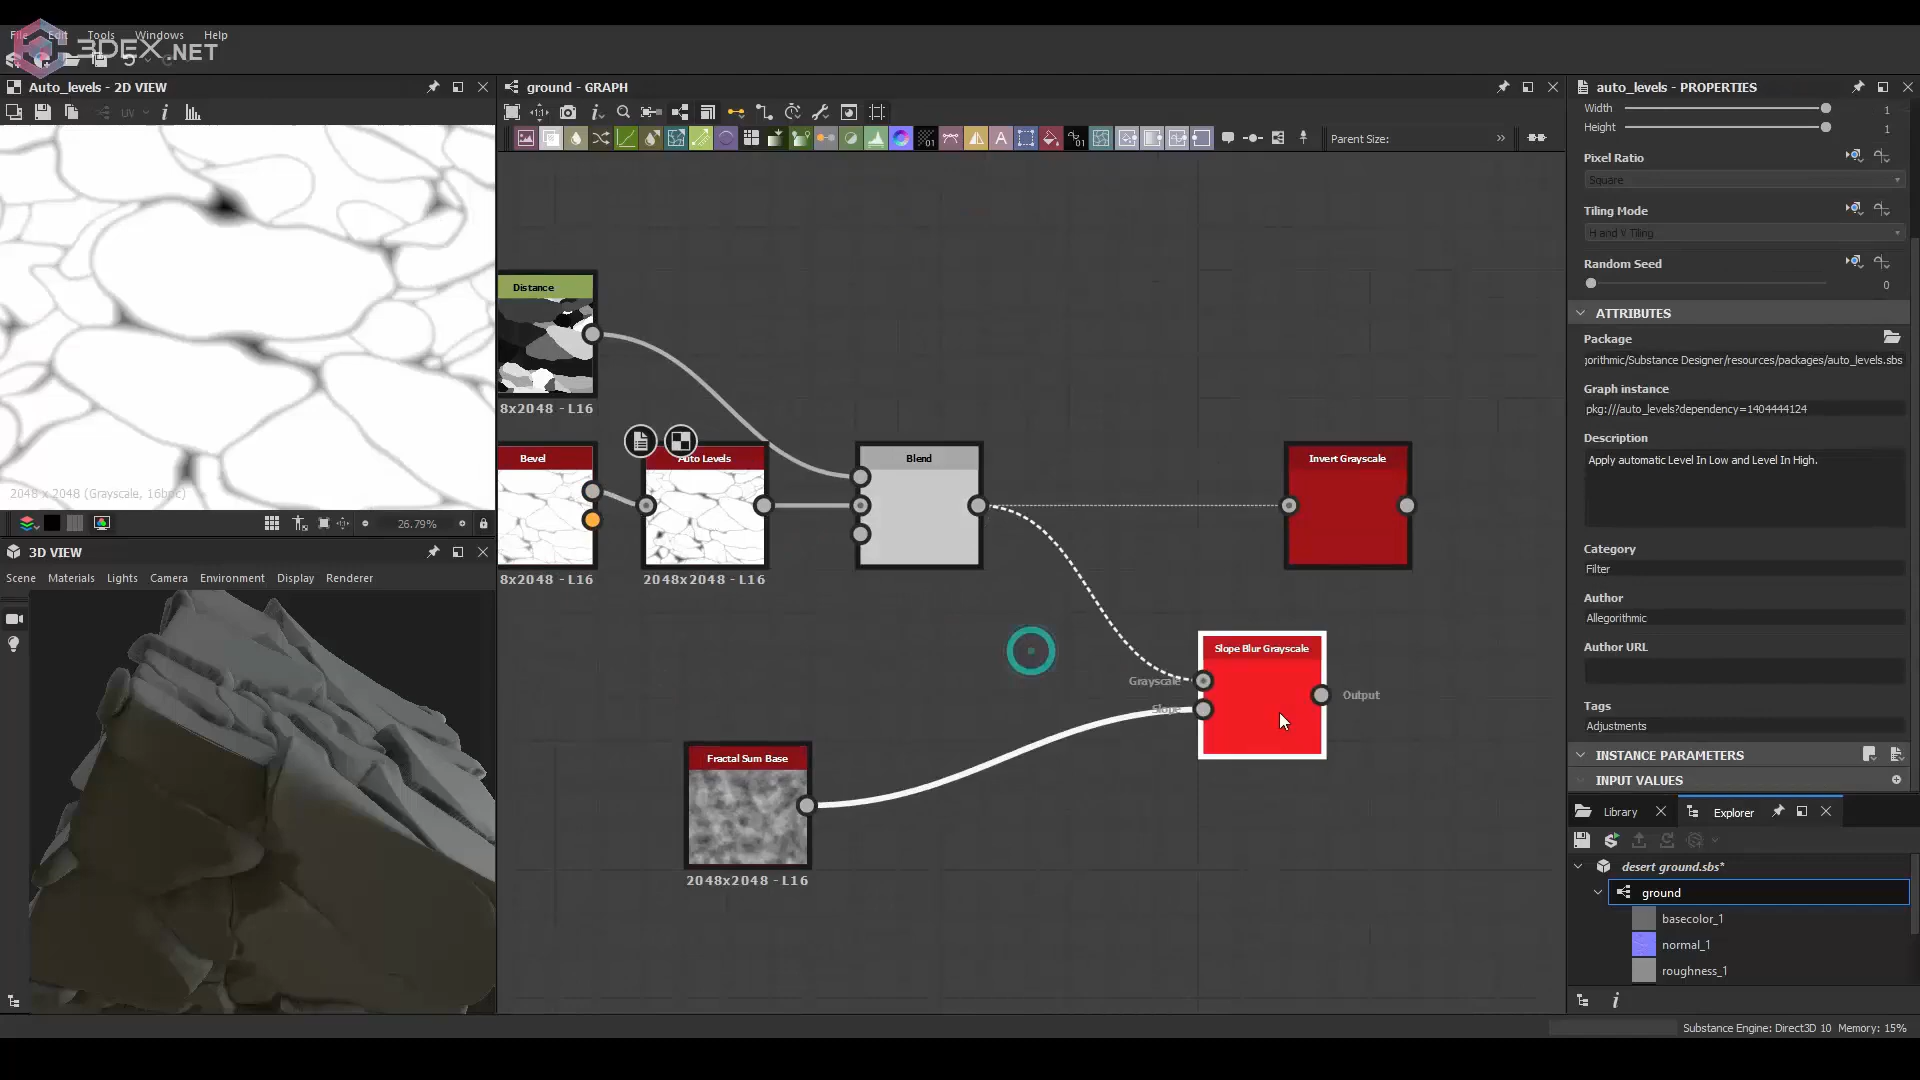 File Edit Tools Windows Help
3DEX.NET
Auto_levels - 2D VIEW
ground - GRAPH
auto_levels - PROPERTIES
UV
Parent Size:
Width
1
Height
1
Pixel Ratio
Square
Tiling Mode
H and V Tiling
Random Seed
0
ATTRIBUTES
Package
jorithmic/Substance Designer/resources/packages/auto_levels.sbs
Graph instance
pkg:///auto_levels?dependency=1404444124
Description
Apply automatic Level In Low and Level In High.
Category
Filter
Author
Allegorithmic
Author URL
Tags
Adjustments
INSTANCE PARAMETERS
INPUT VALUES
Library
Explorer
desert ground.sbs*
ground
basecolor_1
normal_1
roughness_1
Distance
8x2048 - L16
Bevel
8x2048 - L16
Auto Levels
2048x2048 - L16
Blend
Invert Grayscale
Slope Blur Grayscale
Grayscale
Slope
Output
Fractal Sum Base
2048x2048 - L16
2048 x 2048 (Grayscale, 16bpc)
26.79%
3D VIEW
Scene Materials Lights Camera Environment Display Renderer
Substance Engine: Direct3D 10 Memory: 15%